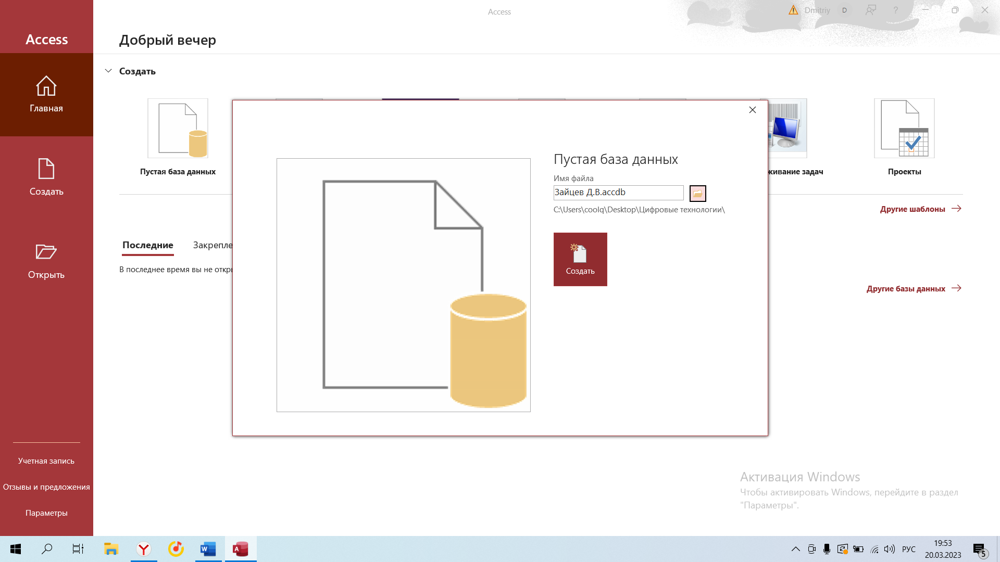 Access
Dmitriy
D
Access
Добрый вечер
Создать
Главная
Пустая база данных
живание задач
Проекты
Пустая база данных
Имя файла
Зайцев Д.В.accdb
C:\Users\coolq\Desktop\Цифровые технологии\
Создать
Создать
Другие шаблоны
Последние
Закрепле
В последнее время вы не откры
Открыть
Другие базы данных
Учетная запись
Отзывы и предложения
Параметры
Активация Windows
Чтобы активировать Windows, перейдите в раздел
"Параметры".
РУС
19:53
20.03.2023
5